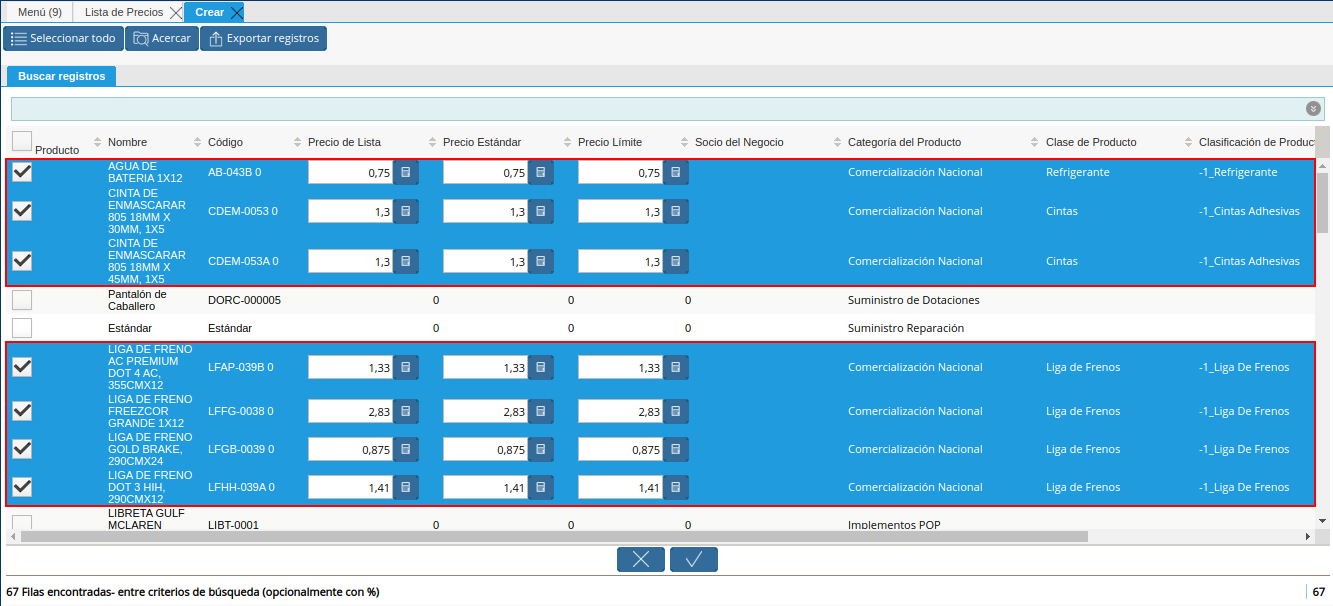 Menú (9) Lista de Precios Crear
Seleccionar todo Acercar Exportar registros
Buscar registros
Producto Nombre Código Precio de Lista Precio Estándar Precio Límite Socio del Negocio Categoría del Producto Clase de Producto Clasificación de Produc
AGUA DE
BATERIA 1X12 AB-043B 0 0,75 0,75 0,75 Comercialización Nacional Refrigerante -1_Refrigerante
CINTA DE
ENMASCARAR
805 18MM X
30MM, 1X5 CDEM-0053 0 1,3 1,3 1,3 Comercialización Nacional Cintas -1_Cintas Adhesivas
CINTA DE
ENMASCARAR
805 18MM X
45MM, 1X5 CDEM-053A 0 1,3 1,3 1,3 Comercialización Nacional Cintas -1_Cintas Adhesivas
Pantalón de
Caballero DORC-000005 0 0 0 Suministro de Dotaciones
Estándar Estándar 0 0 0 Suministro Reparación
LIGA DE FRENO
AC PREMIUM
DOT 4 AC,
355CMX12 LFAP-039B 0 1,33 1,33 1,33 Comercialización Nacional Liga de Frenos -1_Liga De Frenos
LIGA DE FRENO
FREEZCOR
GRANDE 1X12 LFFG-0038 0 2,83 2,83 2,83 Comercialización Nacional Liga de Frenos -1_Liga De Frenos
LIGA DE FRENO
GOLD BRAKE,
290CMX24 LFGB-0039 0 0,875 0,875 0,875 Comercialización Nacional Liga de Frenos -1_Liga De Frenos
LIGA DE FRENO
DOT 3 HIH,
290CMX12 LFHH-039A 0 1,41 1,41 1,41 Comercialización Nacional Liga de Frenos -1_Liga De Frenos
LIBRETA GULF
MCLAREN LIBT-0001 0 0 0 Implementos POP
67 Filas encontradas- entre criterios de búsqueda (opcionalmente con %) 67